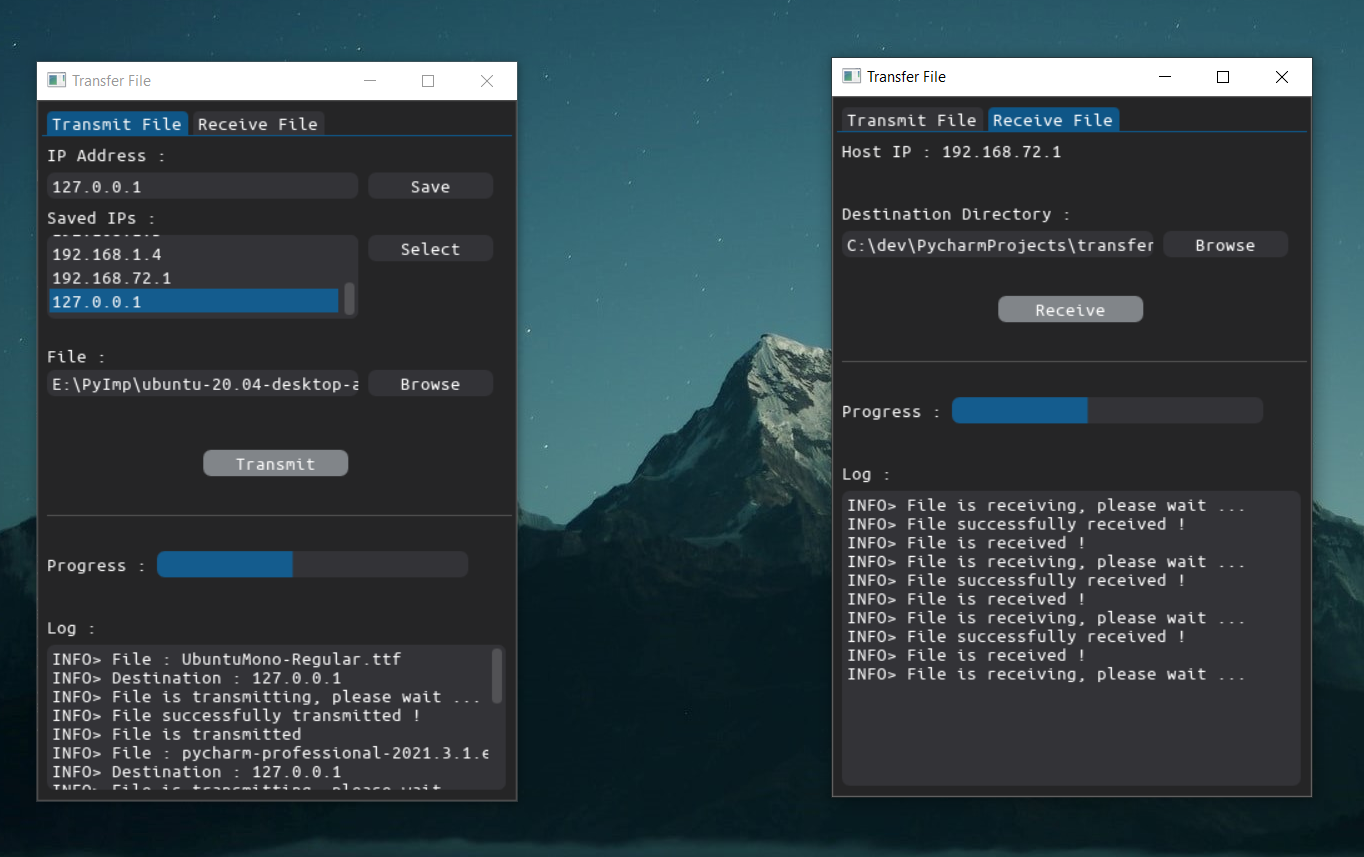 Transfer File
Transmit File Receive File
IP Address :
127.0.0.1 Save
Saved IPs :
192.168.1.4 Select
192.168.72.1
127.0.0.1
File :
E:\PyImp\ubuntu-20.04-desktop-a Browse
Transmit
Progress :
Log :
INFO> File : UbuntuMono-Regular.ttf
INFO> Destination : 127.0.0.1
INFO> File is transmitting, please wait ...
INFO> File successfully transmitted !
INFO> File is transmitted
INFO> File : pycharm-professional-2021.3.1.e
INFO> Destination : 127.0.0.1
INFO> File is transmitting, please wait
Transfer File
Transmit File Receive File
Host IP : 192.168.72.1
Destination Directory :
C:\dev\PycharmProjects\transfer Browse
Receive
Progress :
Log :
INFO> File is receiving, please wait ...
INFO> File successfully received !
INFO> File is received !
INFO> File is receiving, please wait ...
INFO> File successfully received !
INFO> File is received !
INFO> File is receiving, please wait ...
INFO> File successfully received !
INFO> File is received !
INFO> File is receiving, please wait ...